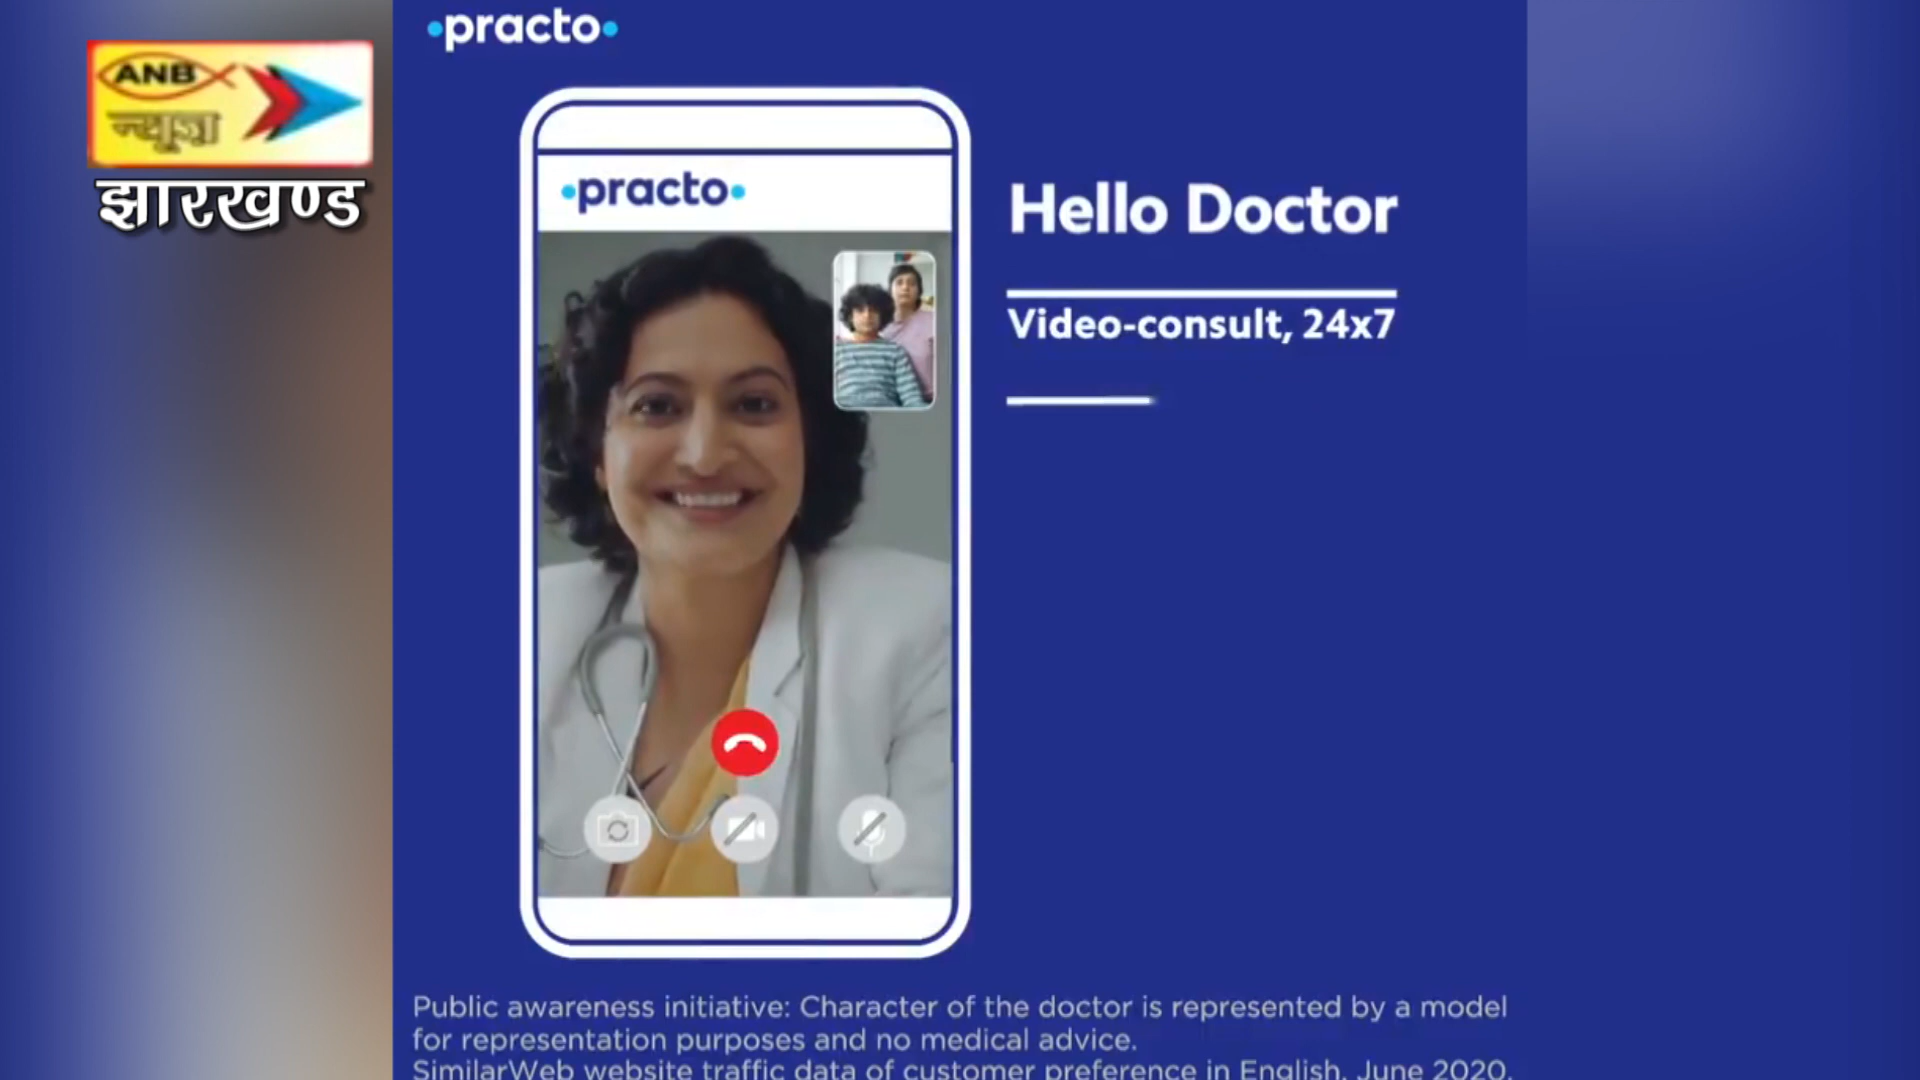 practo
ANB
न्यूज़
झारखण्ड
practo
Hello Doctor
Video-consult, 24x7
Public awareness initiative: Character of the doctor is represented by a model
for representation purposes and no medical advice.
SimilarWeb website traffic data of customer preference in English, June 2020.